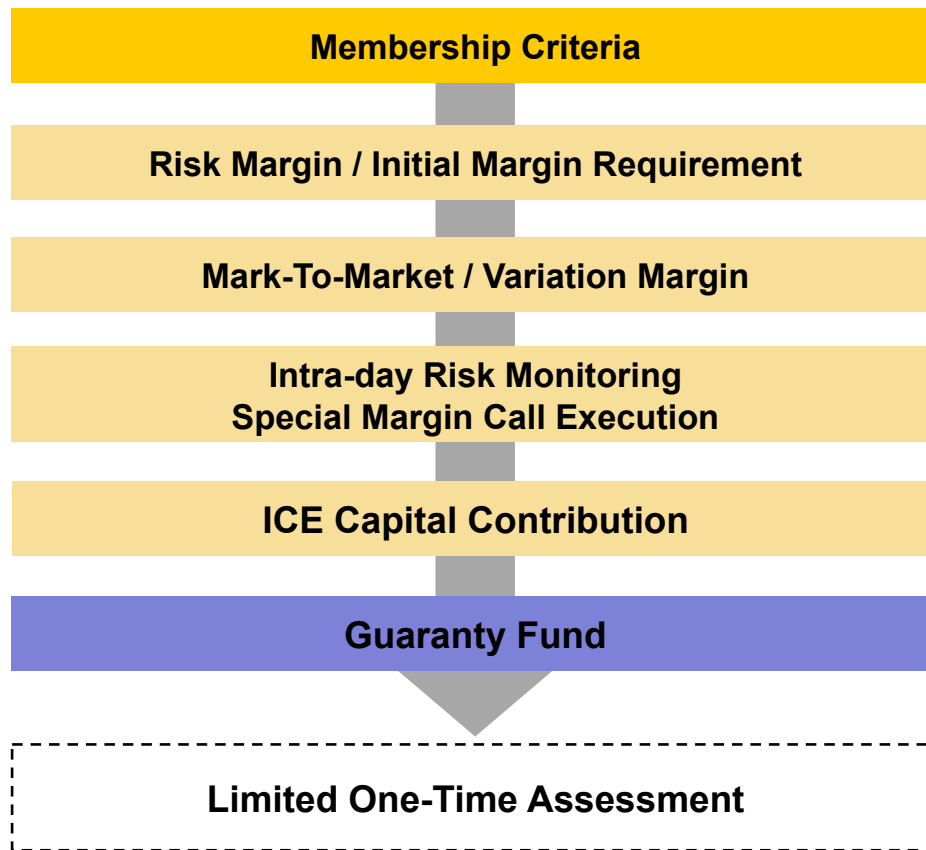 Membership Criteria
Risk Margin / Initial Margin Requirement
Mark-To-Market / Variation Margin
Intra-day Risk Monitoring
Special Margin Call Execution
ICE Capital Contribution
Guaranty Fund
Limited One-Time Assessment